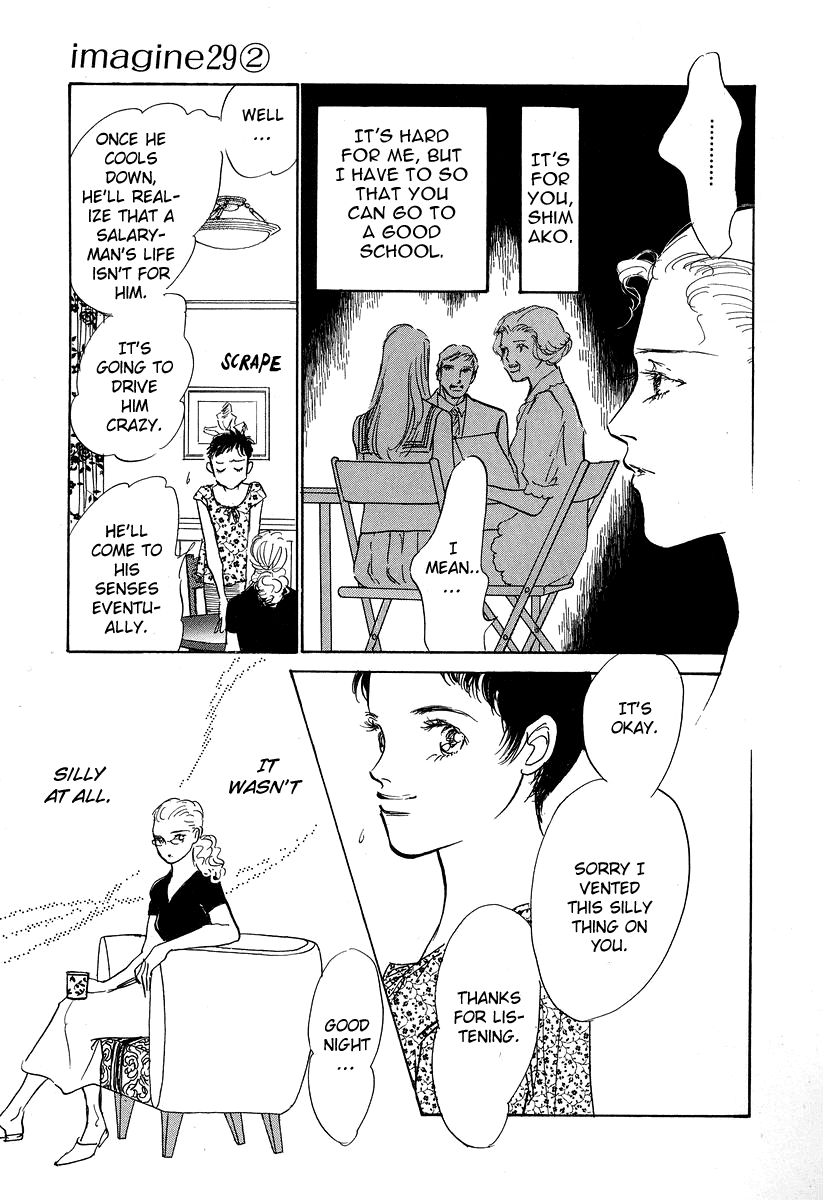 imagine29②
..........
IT'S
FOR
YOU,
SHIM
AKO.
IT'S HARD
FOR ME, BUT
I HAVE TO SO
THAT YOU
CAN GO TO
A GOOD
SCHOOL.
I
MEAN..
...
WELL
...
ONCE HE
COOLS
DOWN,
HE'LL REAL-
IZE THAT A
SALARY-
MAN'S LIFE
ISN'T FOR
HIM.
IT'S
GOING TO
DRIVE
HIM
CRAZY.
SCRAPE
HE'LL
COME TO
HIS
SENSES
EVENTU-
ALLY.
IT'S
OKAY.
SORRY I
VENTED
THIS SILLY
THING ON
YOU.
THANKS
FOR LIS-
TENING.
GOOD
NIGHT
...
IT
WASN'T
SILLY
AT ALL.